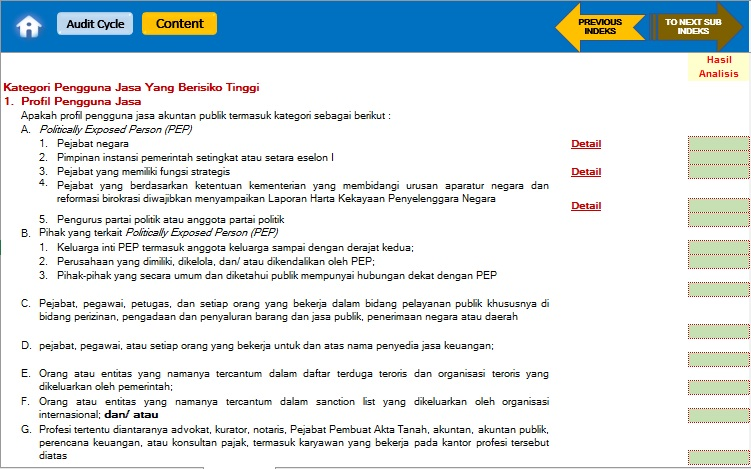 Audit Cycle
Content
PREVIOUS
INDEKS
TO NEXT SUB
INDEKS
Hasil
Analisis
Kategori Pengguna Jasa Yang Berisiko Tinggi
1. Profil Pengguna Jasa
Apakah profil pengguna jasa akuntan publik termasuk kategori sebagai berikut :
A. Politically Exposed Person (PEP)
1. Pejabat negara Detail
2. Pimpinan instansi pemerintah setingkat atau setara eselon I
3. Pejabat yang memiliki fungsi strategis Detail
4. Pejabat yang berdasarkan ketentuan kementerian yang membidangi urusan aparatur negara dan
reformasi birokrasi diwajibkan menyampaikan Laporan Harta Kekayaan Penyelenggara Negara
Detail
5. Pengurus partai politik atau anggota partai politik
B. Pihak yang terkait Politically Exposed Person (PEP)
1. Keluarga inti PEP termasuk anggota keluarga sampai dengan derajat kedua;
2. Perusahaan yang dimiliki, dikelola, dan/ atau dikendalikan oleh PEP;
3. Pihak-pihak yang secara umum dan diketahui publik mempunyai hubungan dekat dengan PEP
C. Pejabat, pegawai, petugas, dan setiap orang yang bekerja dalam bidang pelayanan publik khususnya di
bidang perizinan, pengadaan dan penyaluran barang dan jasa publik, penerimaan negara atau daerah
D. pejabat, pegawai, atau setiap orang yang bekerja untuk dan atas nama penyedia jasa keuangan;
E. Orang atau entitas yang namanya tercantum dalam daftar terduga teroris dan organisasi teroris yang
dikeluarkan oleh pemerintah;
F. Orang atau entitas yang namanya tercantum dalam sanction list yang dikeluarkan oleh organisasi
internasional; dan/ atau
G. Profesi tertentu diantaranya advokat, kurator, notaris, Pejabat Pembuat Akta Tanah, akuntan, akuntan publik,
perencana keuangan, atau konsultan pajak, termasuk karyawan yang bekerja pada kantor profesi tersebut
diatas